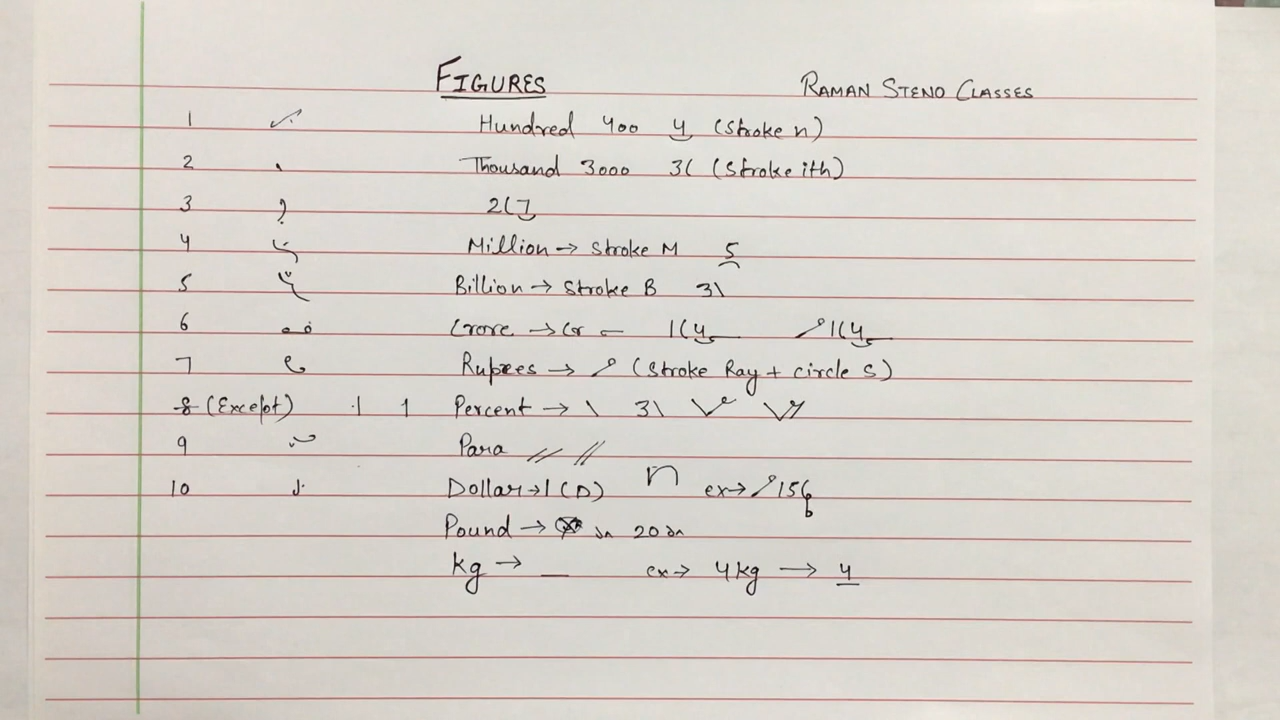 FIGURES RAMAN STENO CLASSES
1 Hundred 400 4 (Stroke n)
2 Thousand 3000 3( (Stroke ith)
3 2(7
4 Million → Stroke M 5
5 Billion → Stroke B 3\
6 Crore → Cr — 1(4 1(4
7 Rupees → (Stroke Ray + circle S)
8 (Except) Percent → \ 3\
9 Para // //
10 Dollar → | (D) ex → 156
Pound → 20
Kg → — ex → 4 kg → 4